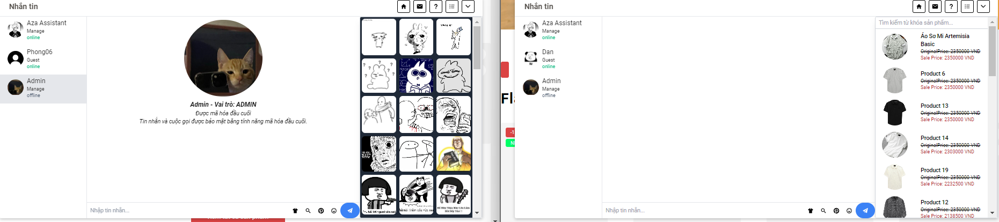 Nhắn tin
Aza Assistant
Manage
online
Phong06
Guest
online
Admin
Manage
offline
Admin - Vai trò: ADMIN
Được mã hóa đầu cuối
Tin nhắn và cuộc gọi được bảo mật bằng tính năng mã hóa đầu cuối.
Nhập tin nhắn...
Nhắn tin
Aza Assistant
Manage
online
Dan
Guest
online
Admin
Manage
offline
Nhập tin nhắn...
Tìm kiếm từ khóa sản phẩm...
Áo Sơ Mi Artemisia
Basic
OriginalPrice: 2350000 VND
Sale Price: 2350000 VND
Product 6
OriginalPrice: 2350000 VND
Sale Price: 2350000 VND
Product 13
OriginalPrice: 2350000 VND
Sale Price: 2350000 VND
Product 14
OriginalPrice: 2350000 VND
Sale Price: 2303000 VND
Product 19
OriginalPrice: 2350000 VND
Sale Price: 2232500 VND
Product 12
OriginalPrice: 2350000 VND
Sale Price: 2138500 VND